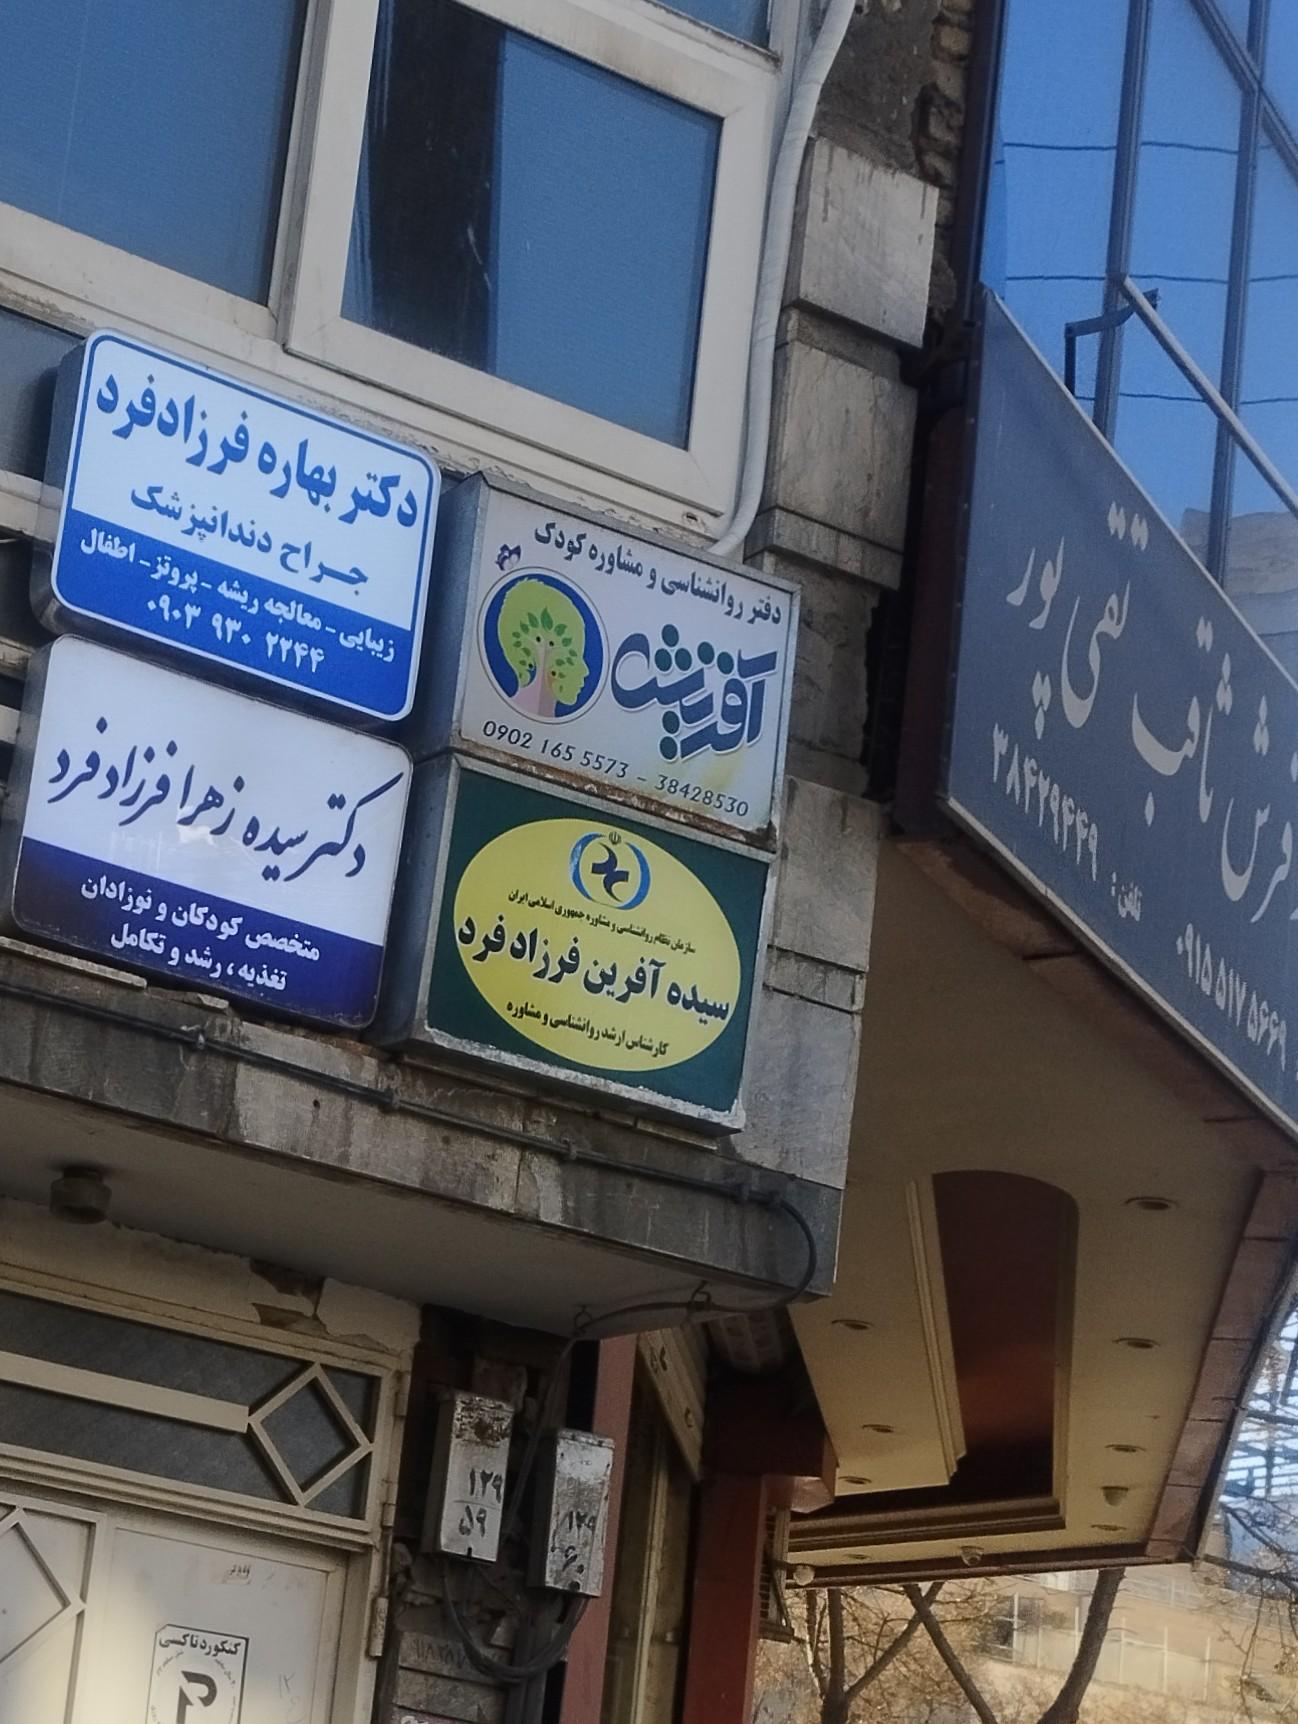 دکتر بهاره فرزادفرد
جراح دندانپزشک
زیبایی - معالجه ریشه - پروتز - اطفال
۰۹۰۳ ۹۳۰ ۲۲۴۴
دفتر روانشناسی و مشاوره کودک
آفرینش
0902 165 5573 - 38428530
دکتر سیده زهرا فرزادفرد
متخصص کودکان و نوزادان
تغذیه ، رشد و تکامل
سازمان نظام روانشناسی و مشاوره جمهوری اسلامی ایران
سیده آفرین فرزادفرد
کارشناس ارشد روانشناسی و مشاوره
فرش ثاقب تقی پور
تلفن : ۳۸۴۲۹۴۴۹
۰۹۱۵ ۵۱۷ ۵۶۶۹
۱۲۹
۵۹
۱۲۹
۶۰
کنکورد تاکسی